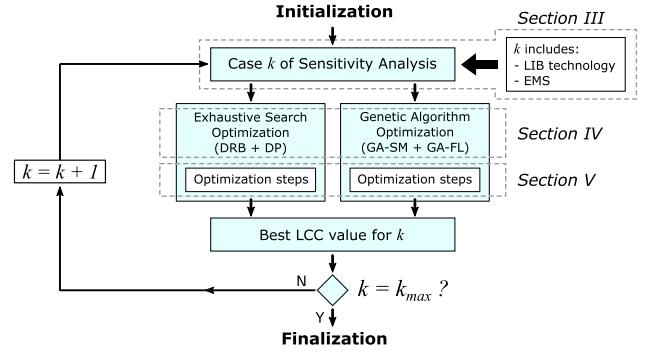 Initialization
Section III
Case k of Sensitivity Analysis
k includes:
- LIB technology
- EMS
Exhaustive Search
Optimization
(DRB + DP)
Genetic Algorithm
Optimization
(GA-SM + GA-FL)
Section IV
k = k + 1
Optimization steps
Optimization steps
Section V
Best LCC value for k
N
k = kmax ?
Y
Finalization